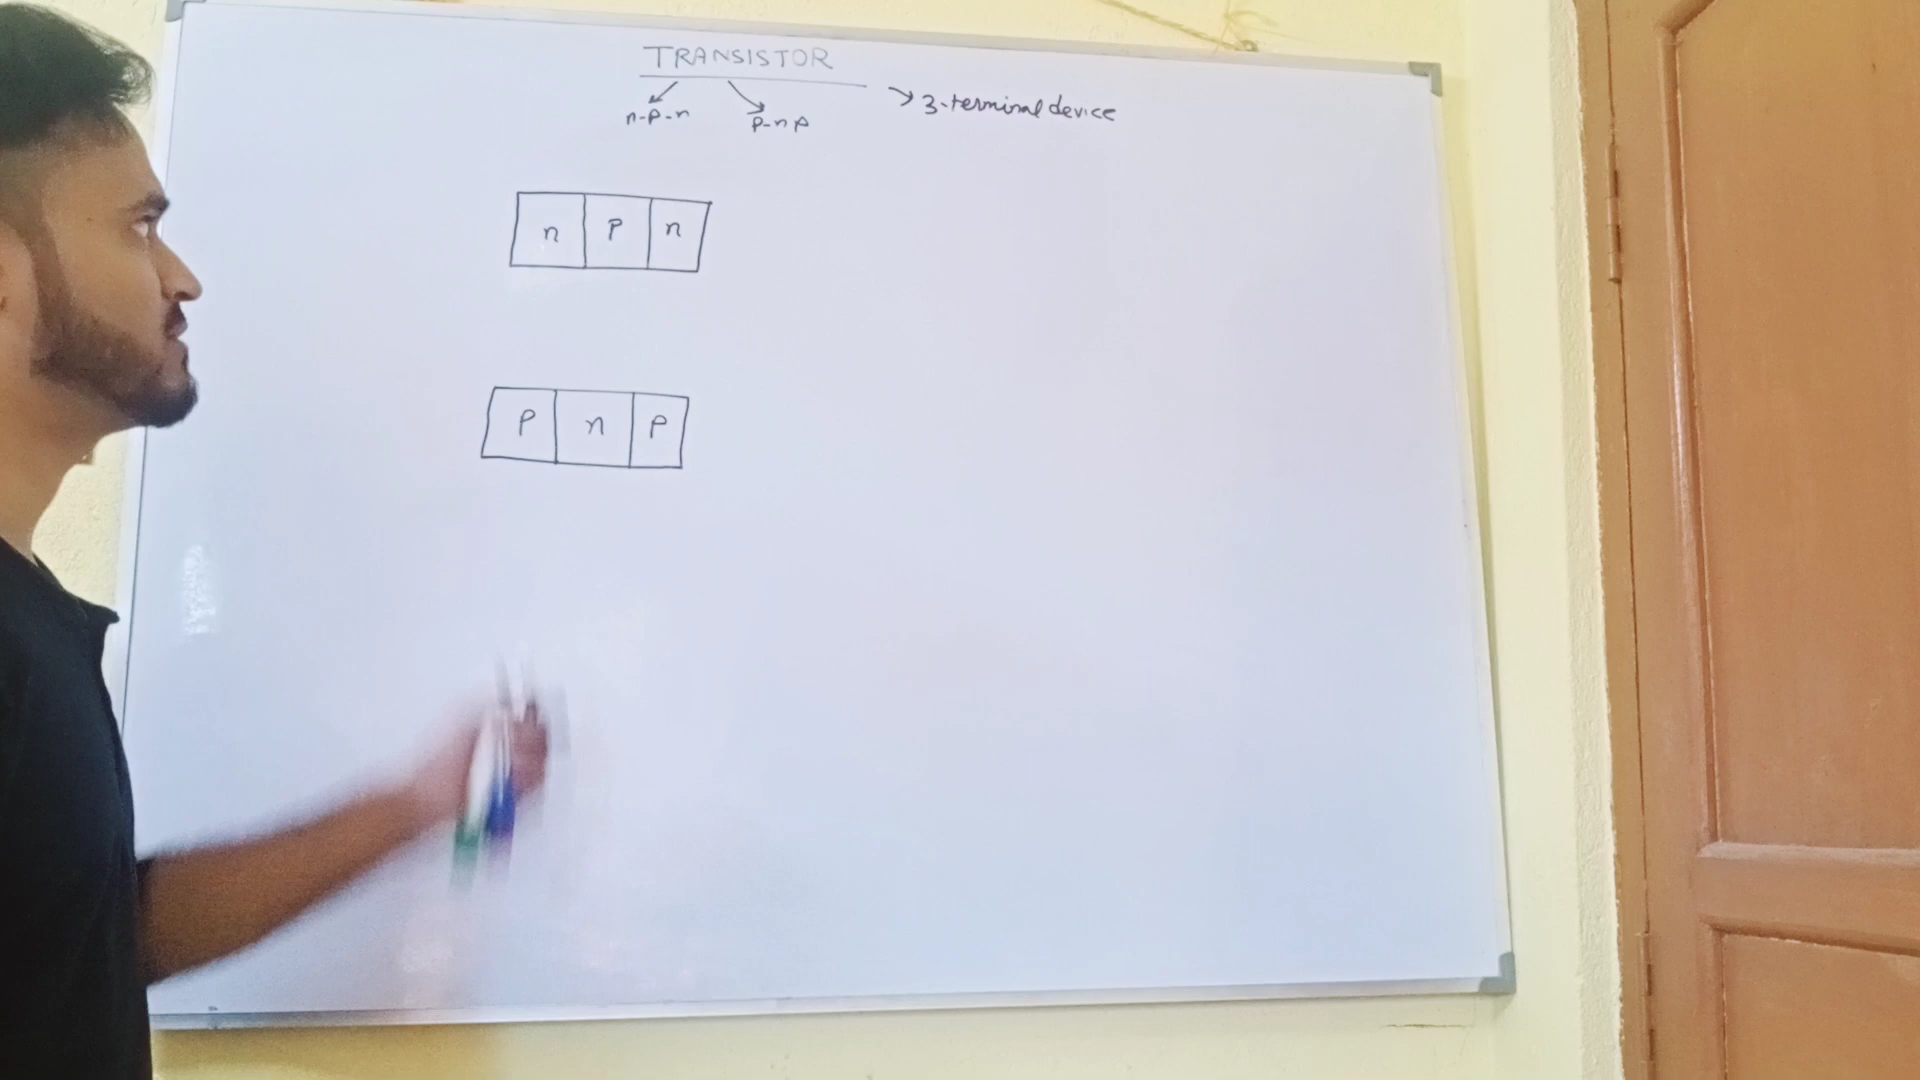 TRANSISTOR
3-terminal device
n-p-n p-n p
n p n
p n p